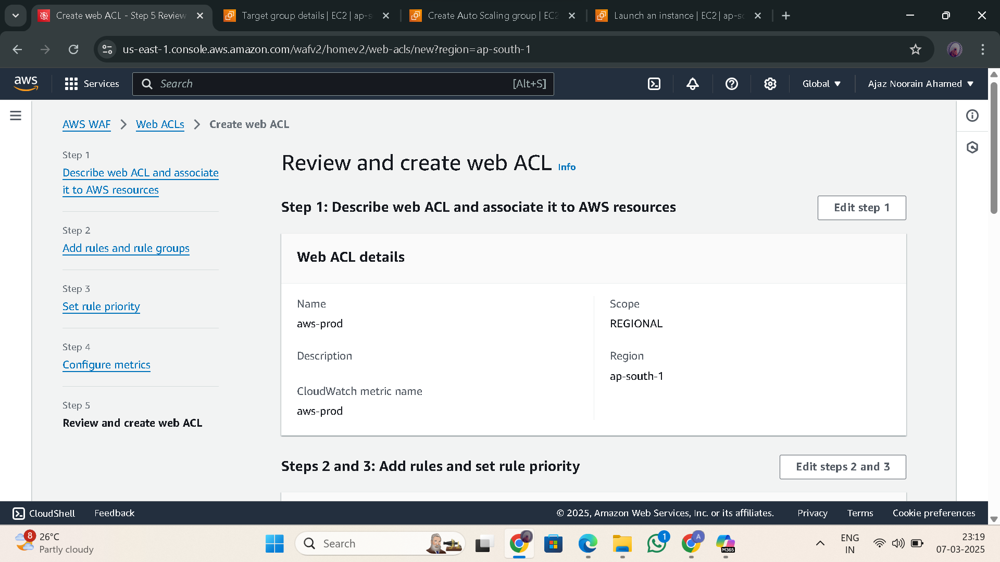 Create web ACL - Step 5 Review
Target group details | EC2 | ap-s
Create Auto Scaling group | EC2
Launch an instance | EC2 | ap-so
us-east-1.console.aws.amazon.com/wafv2/homev2/web-acls/new?region=ap-south-1
aws
Services
Search
[Alt+S]
Global
Ajaz Noorain Ahamed
AWS WAF
Web ACLs
Create web ACL
Step 1
Describe web ACL and associate
it to AWS resources
Step 2
Add rules and rule groups
Step 3
Set rule priority
Step 4
Configure metrics
Step 5
Review and create web ACL
Review and create web ACL Info
Step 1: Describe web ACL and associate it to AWS resources
Edit step 1
Web ACL details
Name
aws-prod
Description
CloudWatch metric name
aws-prod
Scope
REGIONAL
Region
ap-south-1
Steps 2 and 3: Add rules and set rule priority
Edit steps 2 and 3
CloudShell
Feedback
© 2025, Amazon Web Services, Inc. or its affiliates.
Privacy
Terms
Cookie preferences
8
26°C
Partly cloudy
Search
1
A
M365
ENG
IN
23:19
07-03-2025